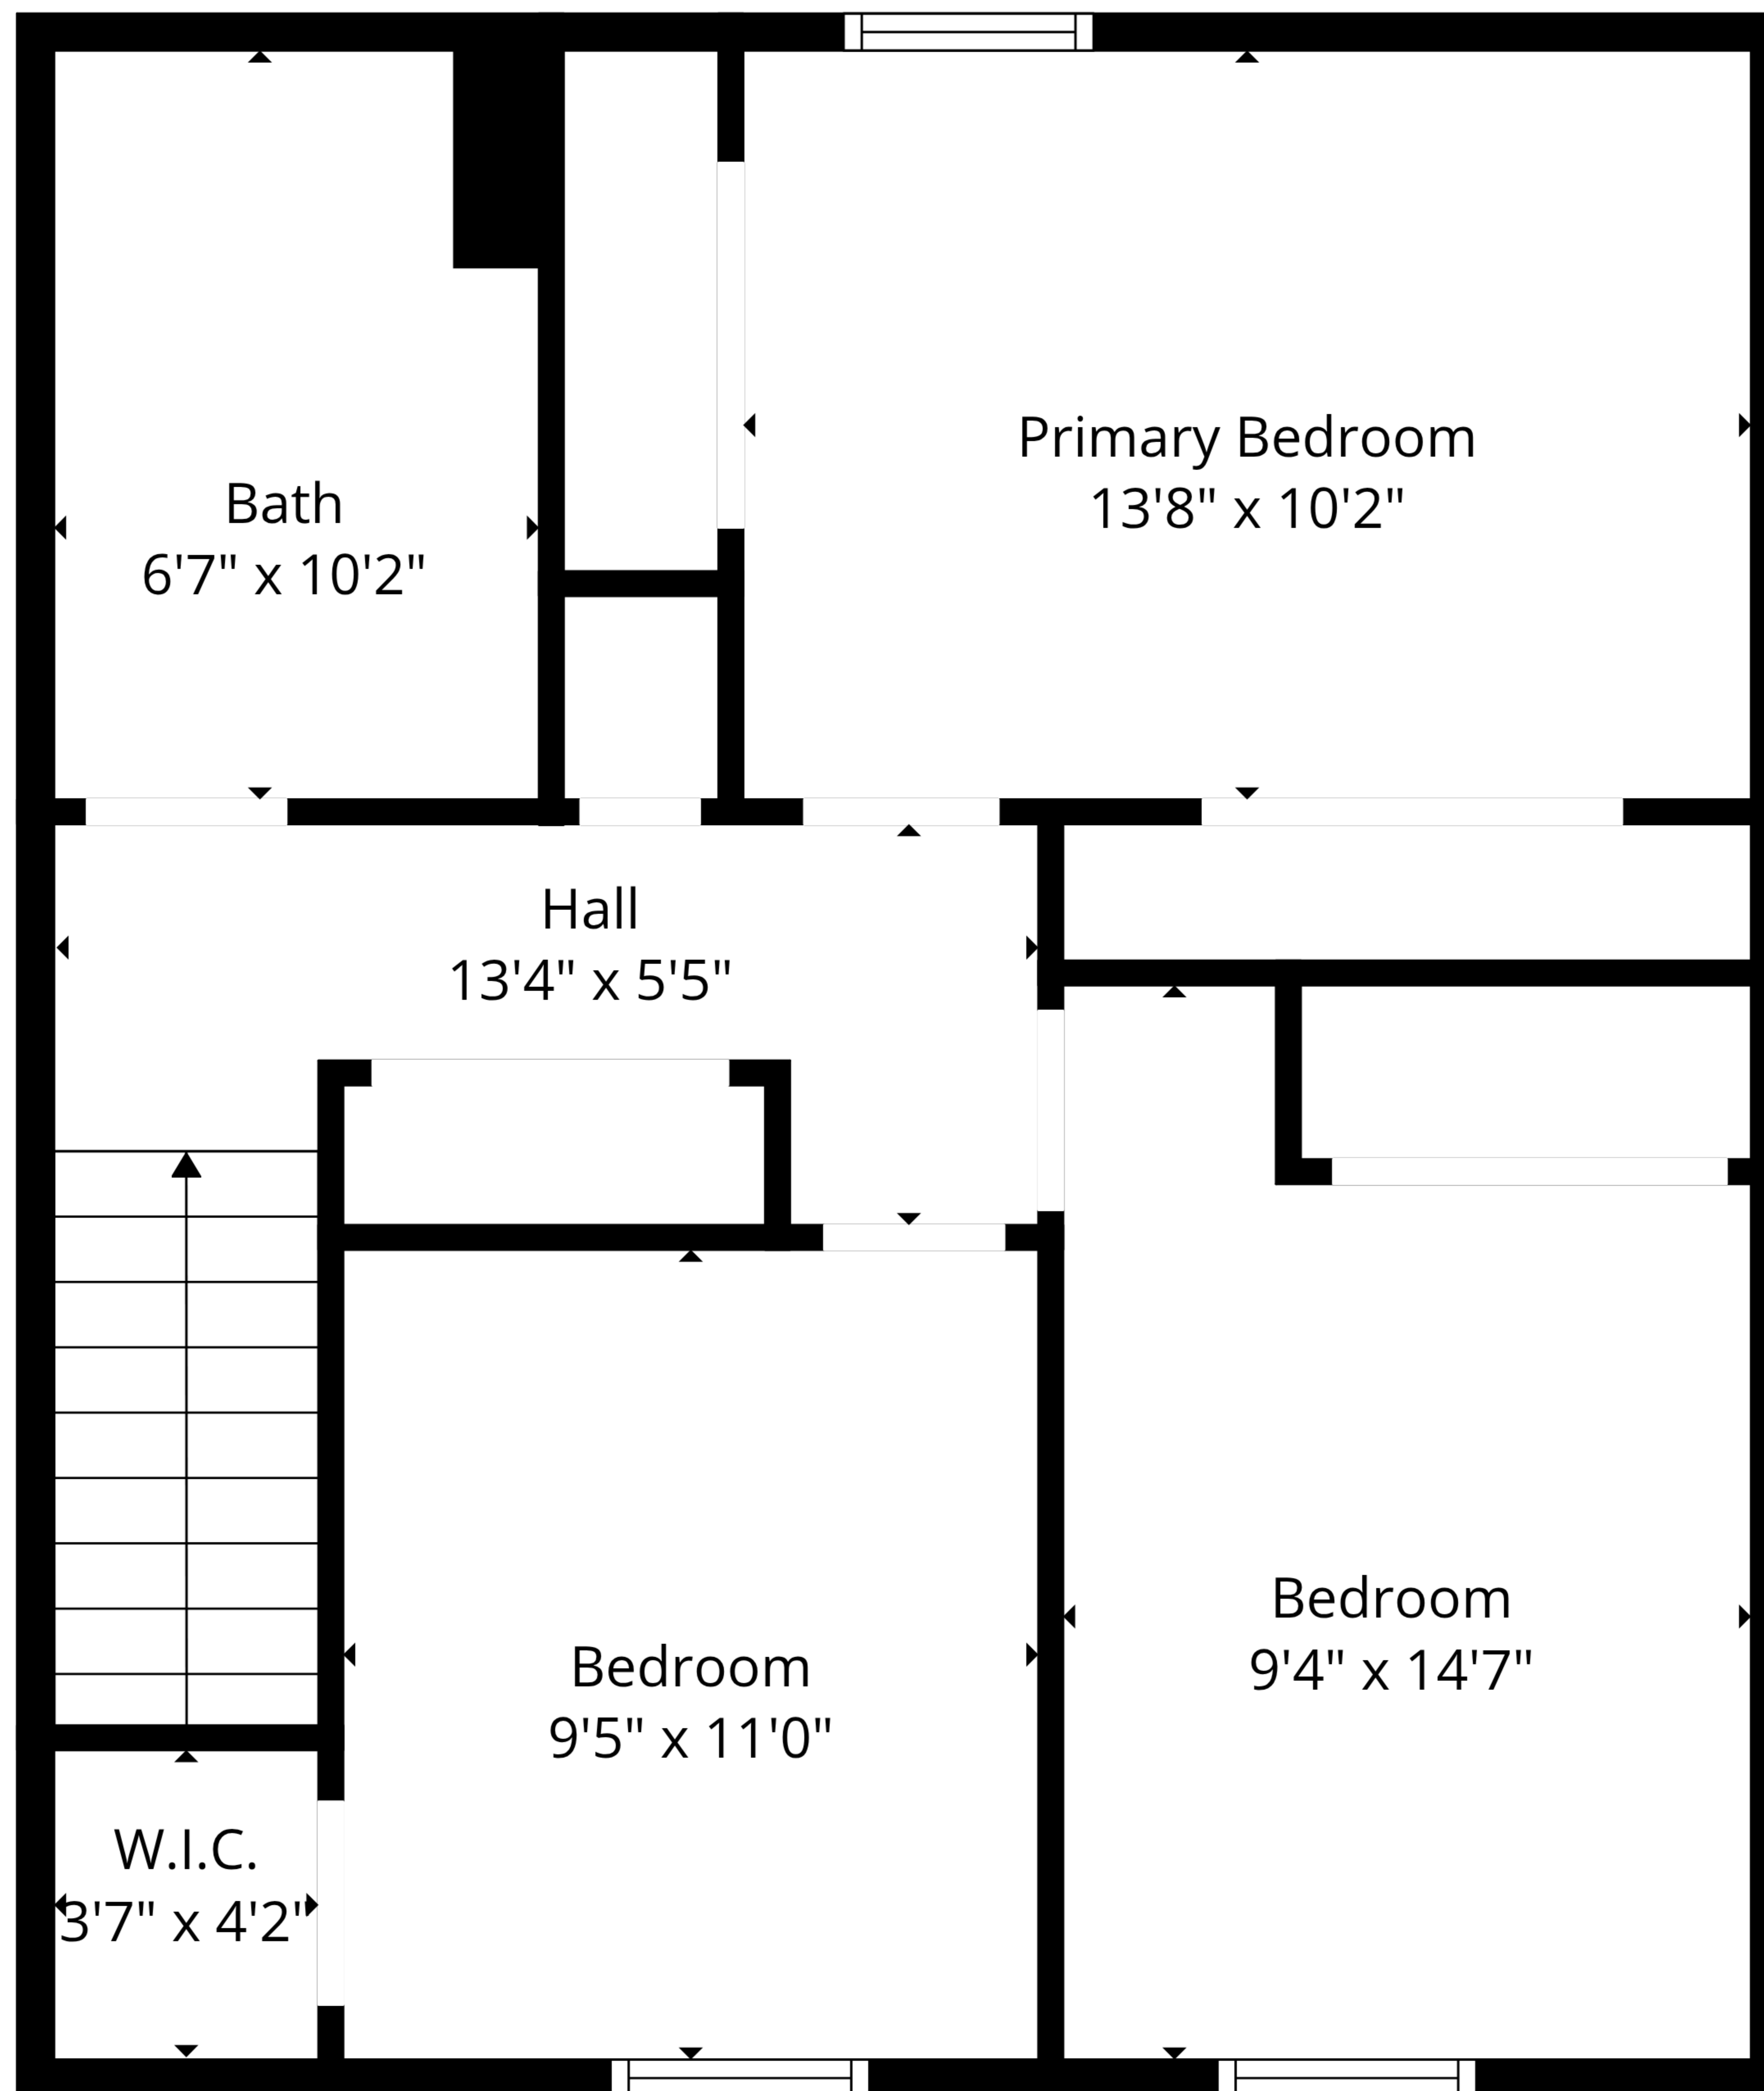 Primary Bedroom
13'8" x 10'2"
Bath
6'7" x 10'2"
Hall
13'4" x 5'5"
Bedroom
9'4" x 14'7"
Bedroom
9'5" x 11'0"
W.I.C.
3'7" x 4'2"